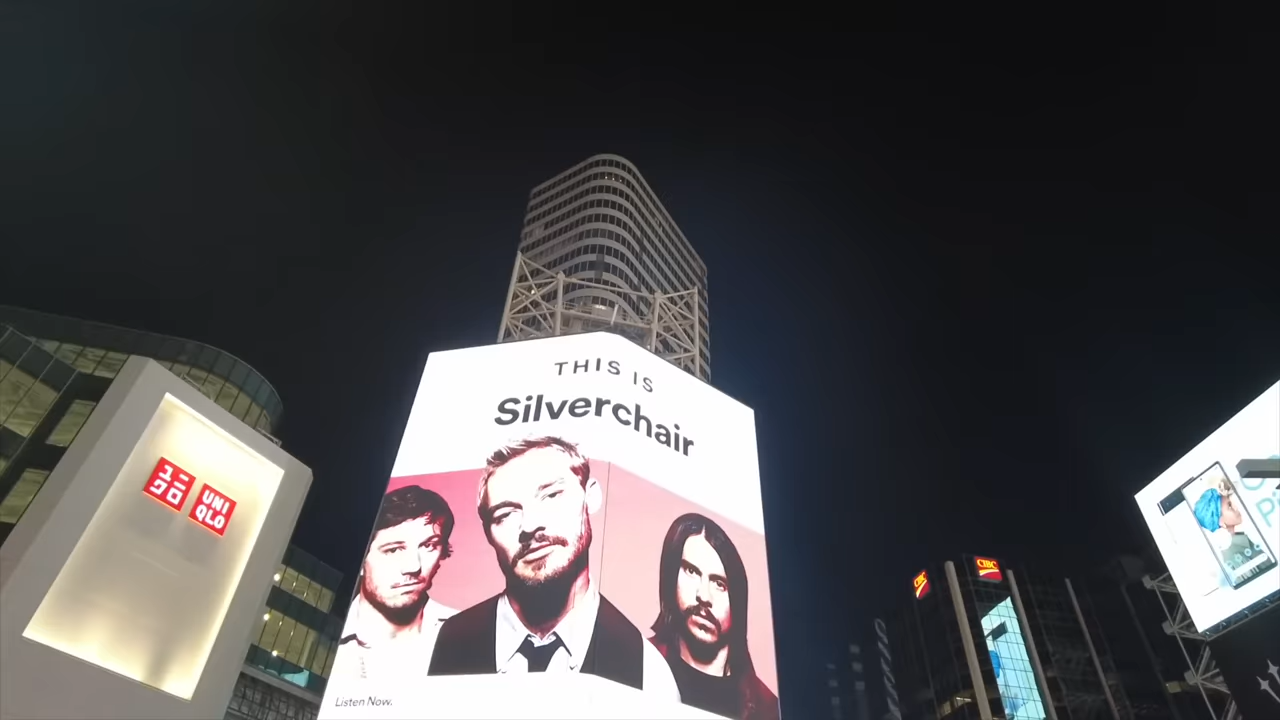 THIS IS
Silverchair
ユニ
クロ
UNI
QLO
Listen Now.
CIBC
CIBC